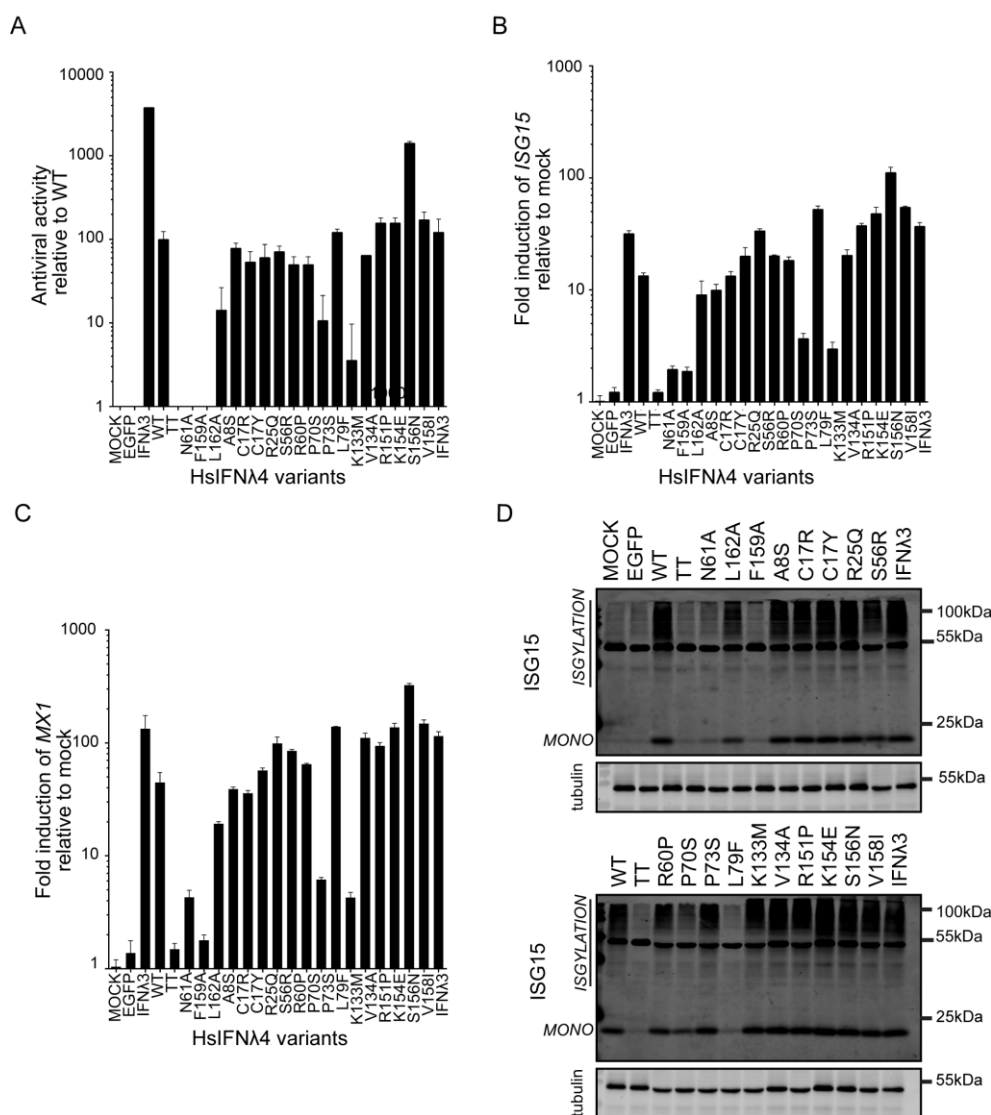 A
10000
1000
100
10
1
Antiviral activity
relative to WT
MOCK
EGFP
IFNλ3
WT
TT
N61A
F159A
L162A
A8S
C17R
C17Y
R25Q
S56R
R60P
P70S
P73S
L79F
K133M
V134A
R151P
K154E
S156N
V158I
IFNλ3
HsIFNλ4 variants
B
1000
100
10
1
Fold induction of ISG15
relative to mock
MOCK
EGFP
IFNλ3
WT
TT
N61A
F159A
L162A
A8S
C17R
C17Y
R25Q
S56R
R60P
P70S
P73S
L79F
K133M
V134A
R151P
K154E
S156N
V158I
IFNλ3
HsIFNλ4 variants
C
1000
100
10
1
Fold induction of MX1
relative to mock
MOCK
EGFP
IFNλ3
WT
TT
N61A
F159A
L162A
A8S
C17R
C17Y
R25Q
S56R
R60P
P70S
P73S
L79F
K133M
V134A
R151P
K154E
S156N
V158I
IFNλ3
HsIFNλ4 variants
D
MOCK
EGFP
WT
TT
N61A
L162A
F159A
A8S
C17R
C17Y
R25Q
S56R
IFNλ3
ISG15
ISGYLATION
MONO
100kDa
55kDa
25kDa
tubulin
55kDa
WT
TT
R60P
P70S
P73S
L79F
K133M
V134A
R151P
K154E
S156N
V158I
IFNλ3
ISG15
ISGYLATION
MONO
100kDa
55kDa
25kDa
tubulin
55kDa